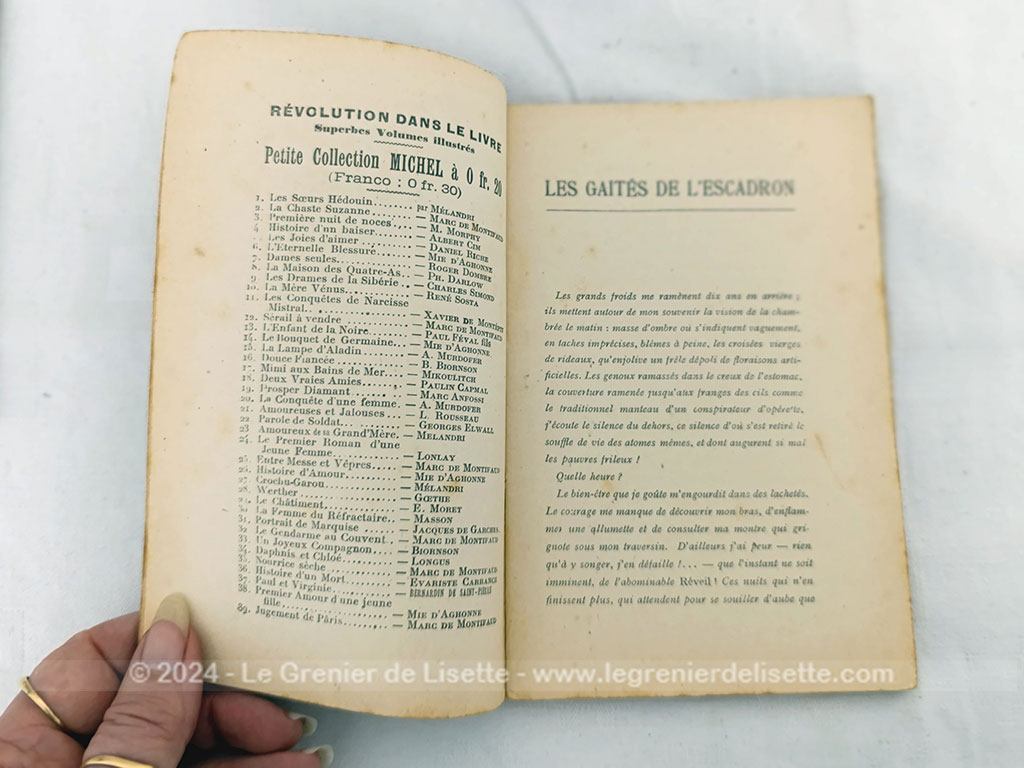 RÉVOLUTION DANS LE LIVRE
Superbes Volumes illustrés
Petite Collection MICHEL à 0 fr. 20
(Franco : 0 fr. 30)
1. Les Sœurs Hédouin........ par MÉLANDRI
2. La Chaste Suzanne........ — MARC DE MONTIFAUD
3. Première nuit de noces.... — M. MORPHY
4 Histoire d'un baiser........ — ALBERT CIM
Les Joies d'aimer.......... — DANIEL RICHE
6. L'Eternelle Blessure....... — MIE D'AGHONNE
7. Dames seules............. — ROGER DOMBRE
8. La Maison des Quatre-As.. — PH. DARLOW
9. Les Drames de la Sibérie .. — CHARLES SIMOND
10. La Mère Vénus............ — RENÉ SOSTA
11. Les Conquêtes de Narcisse
Mistral.................. — XAVIER DE MONTÉPIN
12. Sérail à vendre .......... — MARC DE MONTIFAUD
13. L'Enfant de la Noire....... — PAUL FÉVAL fils
14. Le Bouquet de Germaine... — MIE D'AGHONNE
15. La Lampe d'Aladin........ — A. MURDOFER
16. Douce Fiancée ........... — B. BIORNSON
17. Mimi aux Bains de Mer.... — MIKOULITCH
18. Deux Vraies Amies........ — PAULIN CAPMAL
19. Prosper Diamant ......... — MARC ANFOSSI
20. La Conquête d'une femme. — A. MURDOFER
21. Amoureuses et Jalouses... — L. ROUSSEAU
22 Parole de Soldat.......... — GEORGES ELWALL
23 Amoureux de sa Grand'Mère. — MELANDRI
24. Le Premier Roman d'une
Jeune Femme............ — LONLAY
25. Entre Messe et Vêpres..... — MARC DE MONTIFAUD
26. Histoire d'Amour.......... — MIE D'AGHONNE
27. Crochu-Garou............ — MÉLANDRI
28. Werther ................. — GŒTHE
29. Le Châtiment............. — E. MORET
30. La Femme du Réfractaire.. — MASSON
31. Portrait de Marquise ...... — JACQUES DE GARCHES
32. Le Gendarme au Couvent.. — MARC DE MONTIFAUD
33. Un Joyeux Compagnon.... — BIORNSON
34. Daphnis et Chloé......... — LONGUS
35. Nourrice sèche .......... — MARC DE MONTIFAUD
36. Histoire d'un Mort........ — EVARISTE CARRANCE
37. Paul et Virginie........... — BERNARDIN DE SAINT-PIERRE
38. Premier Amour d'une jeune
fille..................... — MIE D'AGHONNE
39. Jugement de Pâris........ — MARC DE MONTIFAUD
LES GAITÉS DE L'ESCADRON
Les grands froids me ramènent dix ans en arrière ;
ils mettent autour de mon souvenir la vision de la cham-
brée le matin : masse d'ombre où s'indiquent vaguement,
en taches imprécises, blêmes à peine, les croisées vierges
de rideaux, qu'enjolive un frêle dépoli de floraisons arti-
ficielles. Les genoux ramassés dans le creux de l'estomac,
la couverture ramenée jusqu'aux franges des cils comme
le traditionnel manteau d'un conspirateur d'opérette,
j'écoute le silence du dehors, ce silence d'où s'est retiré le
souffle de vie des atomes mêmes, et dont augurent si mal
les pauvres frileux !
Quelle heure ?
Le bien-être que je goûte m'engourdit dans des lachetés.
Le courage me manque de découvrir mon bras, d'enflam-
mer une allumette et de consulter ma montre qui gri-
gnote sous mon traversin. D'ailleurs j'ai peur — rien
qu'à y songer, j'en défaille !... — que l'instant ne soit
imminent, de l'abominable Réveil ! Ces nuits qui n'en
finissent plus, qui attendent pour se souiller d'aube que
© 2024 - Le Grenier de Lisette - www.legrenierdelisette.com